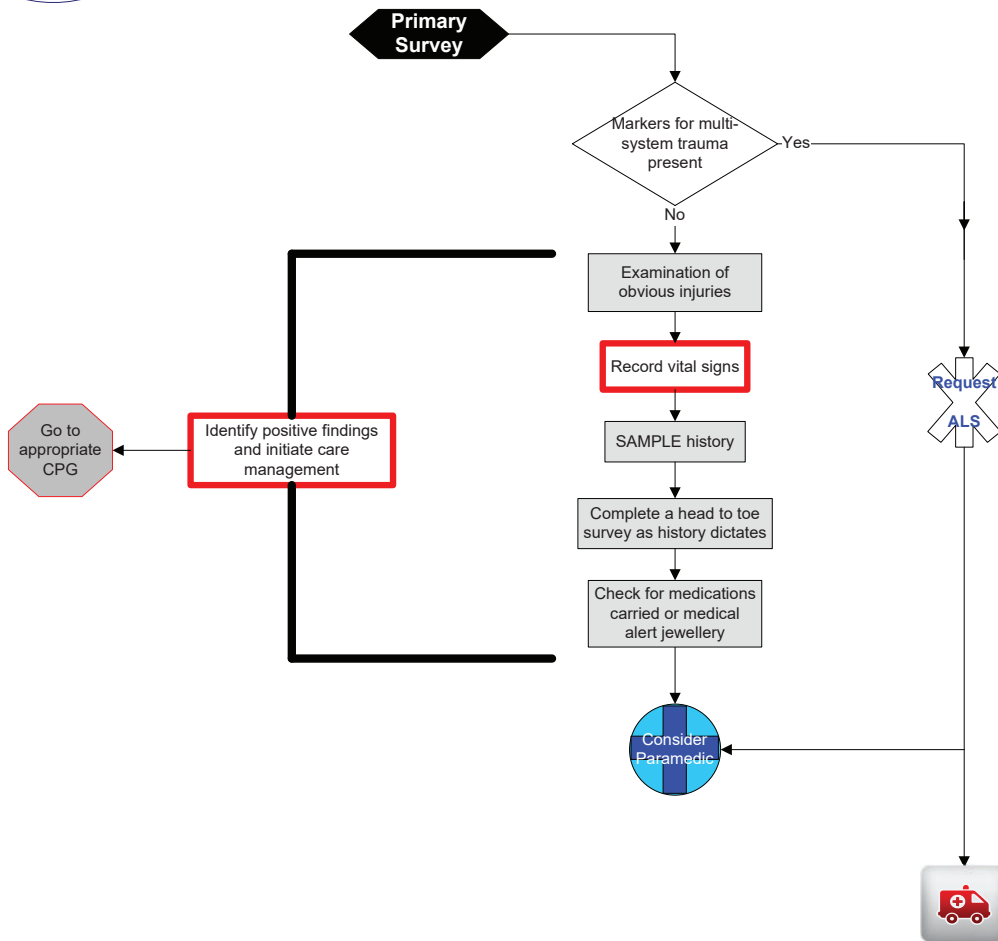 Primary
Survey
Markers for multi-
system trauma
present
Yes
No
Examination of
obvious injuries
Record vital signs
Request
ALS
Go to
appropriate
CPG
Identify positive findings
and initiate care
management
SAMPLE history
Complete a head to toe
survey as history dictates
Check for medications
carried or medical
alert jewellery
Consider
Paramedic